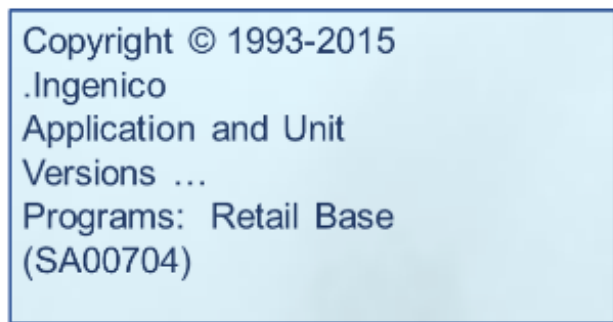 Copyright © 1993-2015
.Ingenico
Application and Unit
Versions ...
Programs: Retail Base
(SA00704)